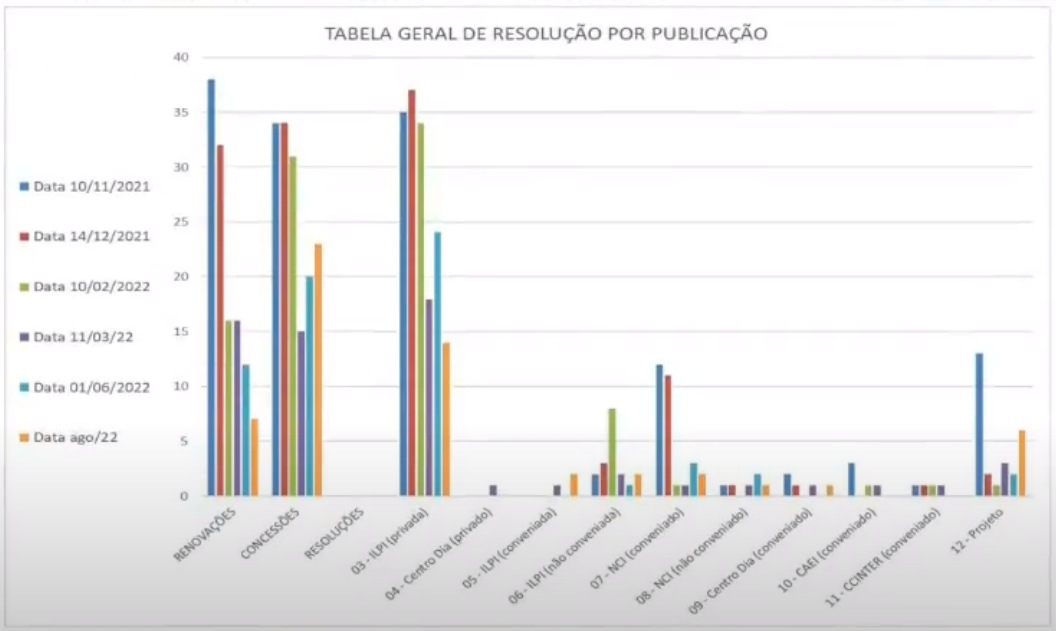 TABELA GERAL DE RESOLUÇÃO POR PUBLICAÇÃO
40
35
30
25
20
15
10
5
0
Data 10/11/2021
Data 14/12/2021
Data 10/02/2022
Data 11/03/22
Data 01/06/2022
Data ago/22
RENOVAÇÕES
CONCESSÕES
RESOLUÇÕES
03 - ILPI (privada)
04 - Centro Dia (privado)
05 - ILPI (conveniada)
06 - ILPI (não conveniada)
07 - NCI (conveniado)
08 - NCI (não conveniado)
09 - Centro Dia (conveniado)
10 - CAEI (conveniado)
11 - CCINTER (conveniado)
12 - Projeto